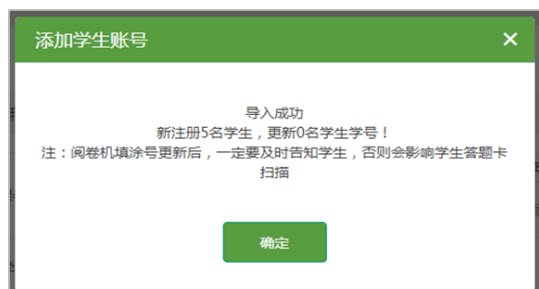 添加学生账号
导入成功
新注册5名学生，更新0名学生学号！
注：阅卷机填涂号更新后，一定要及时告知学生，否则会影响学生答题卡
扫描
确定